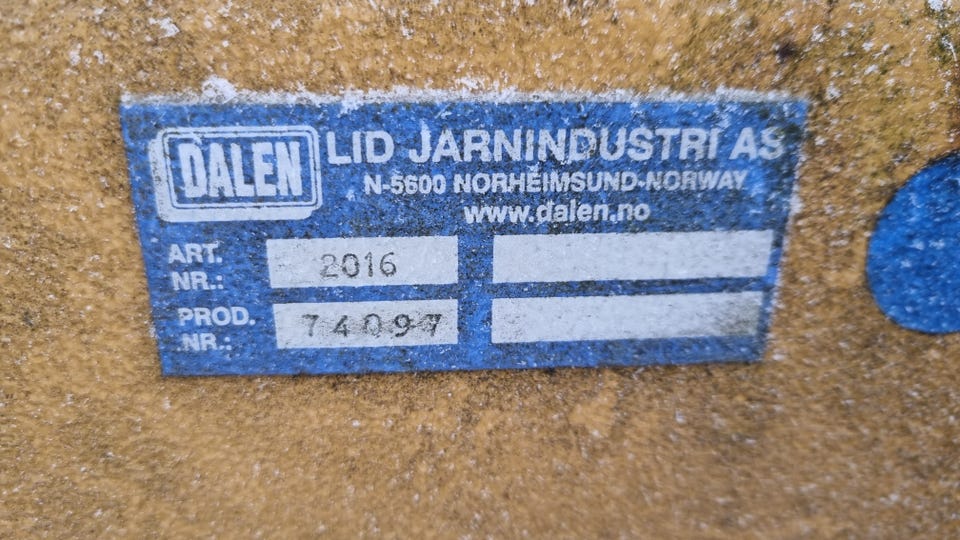 DALEN
LID JARNINDUSTRI AS
N-5600 NORHEIMSUND-NORWAY
www.dalen.no
ART. NR.: 2016
PROD. NR.: 74097